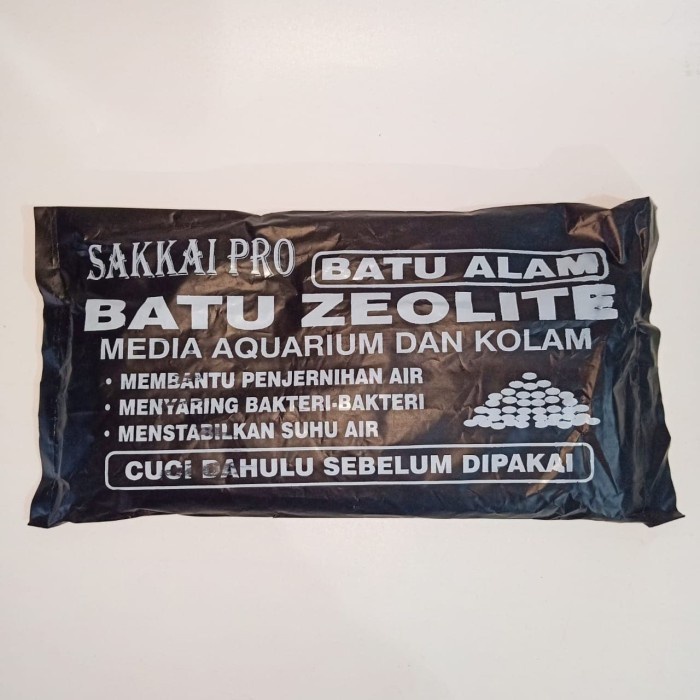 SAKKAI PRO
BATU ALAM
BATU ZEOLITE
MEDIA AQUARIUM DAN KOLAM
• MEMBANTU PENJERNIHAN AIR
• MENYARING BAKTERI-BAKTERI
• MENSTABILKAN SUHU AIR
CUCI DAHULU SEBELUM DIPAKAI